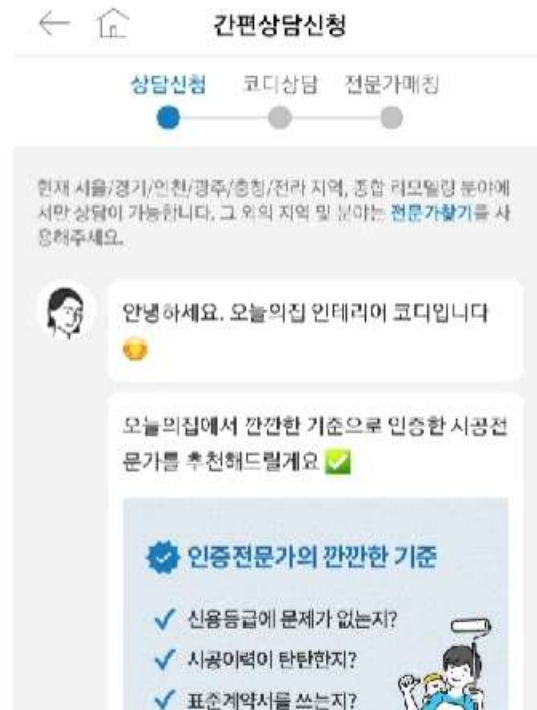 간편상담신청
상담신청 코디상담 전문가매칭
현재 서울/경기/인천/광주/충청/전라 지역, 종합 리모델링 분야에
서만 상담이 가능합니다. 그 외의 지역 및 분야는 전문가찾기를 사
용해주세요.
안녕하세요. 오늘의집 인테리어 코디입니다
오늘의집에서 깐깐한 기준으로 인증한 시공전
문가를 추천해드릴게요 ✅
인증전문가의 깐깐한 기준
✓ 신용등급에 문제가 없는지?
✓ 시공이력이 탄탄한지?
✓ 표준계약서를 쓰는지?